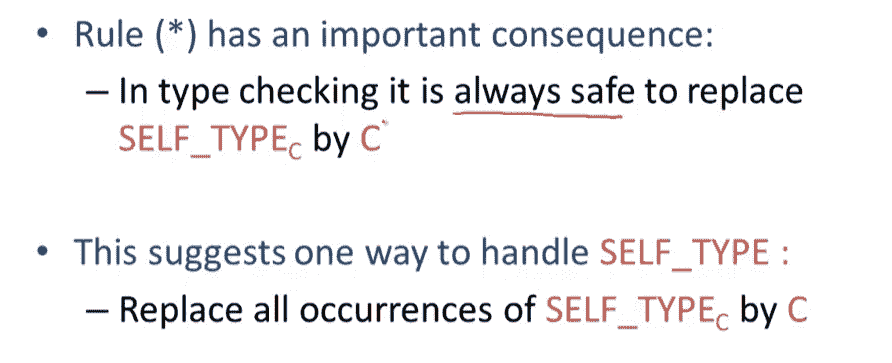 • Rule (*) has an important consequence:
– In type checking it is always safe to replace
SELF_TYPEC by C
• This suggests one way to handle SELF_TYPE :
– Replace all occurrences of SELF_TYPEC by C